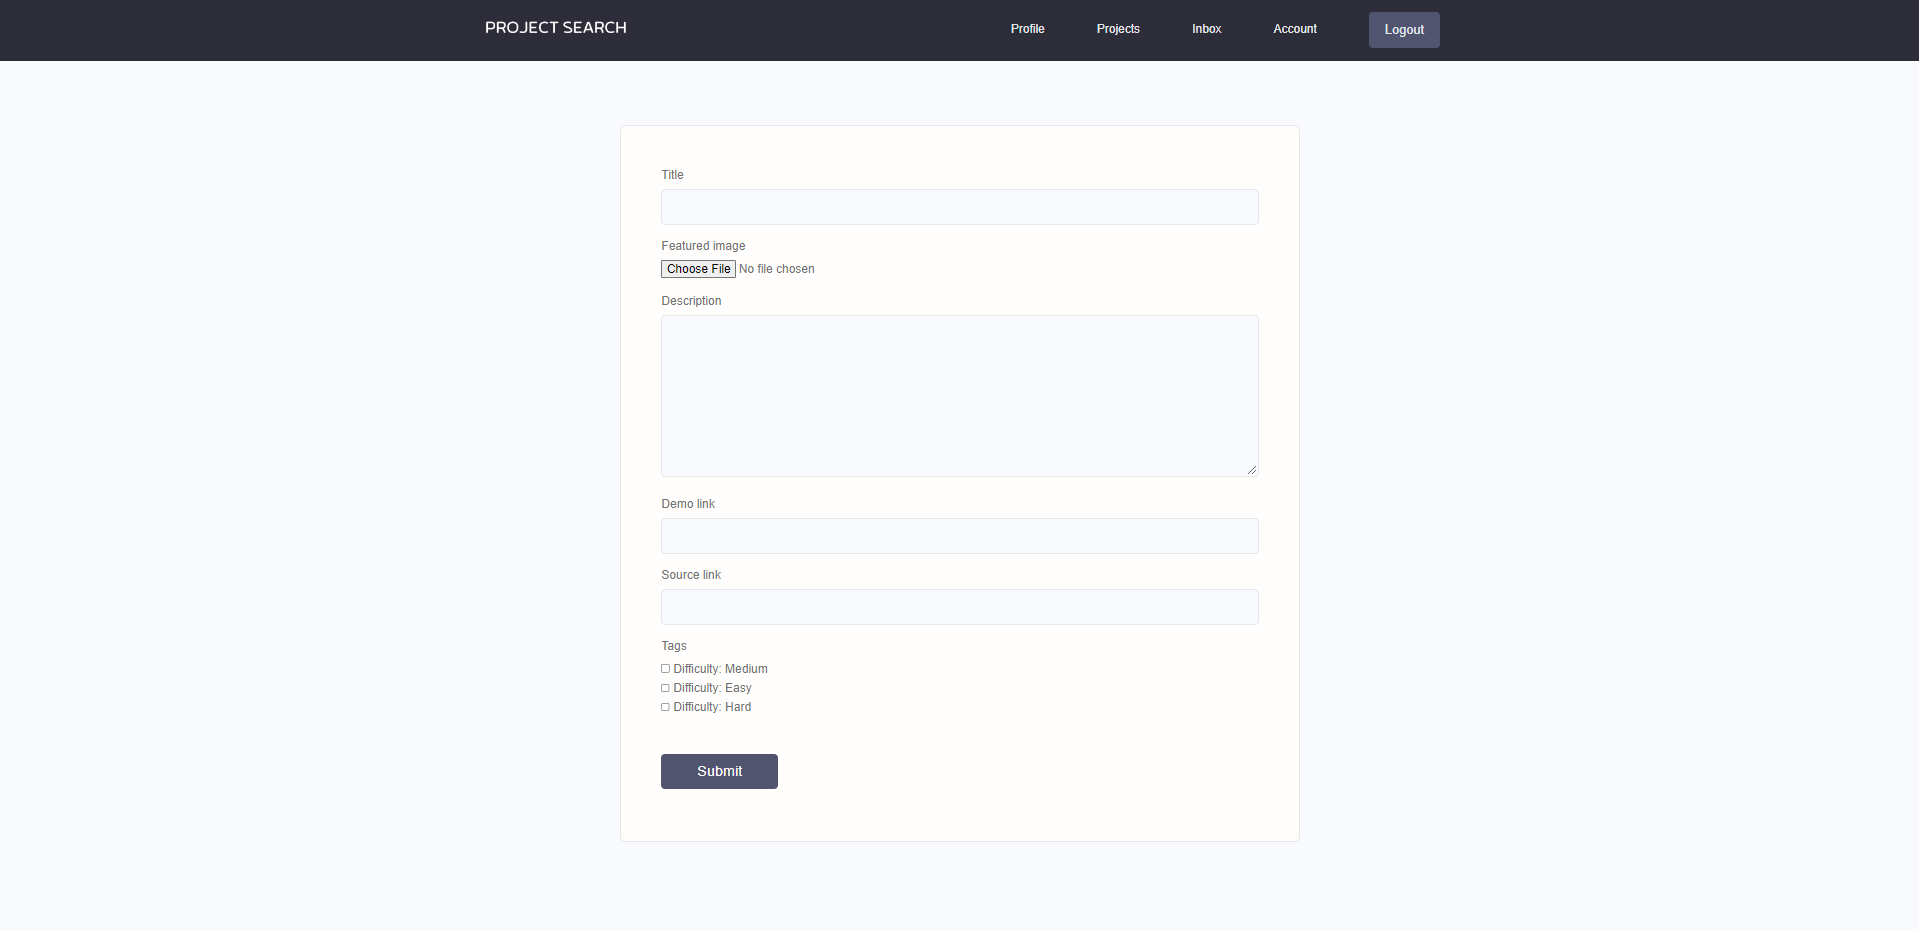 PROJECT SEARCH Profile Projects Inbox Account Logout
Title
Featured image
Choose File No file chosen
Description
Demo link
Source link
Tags
Difficulty: Medium
Difficulty: Easy
Difficulty: Hard
Submit